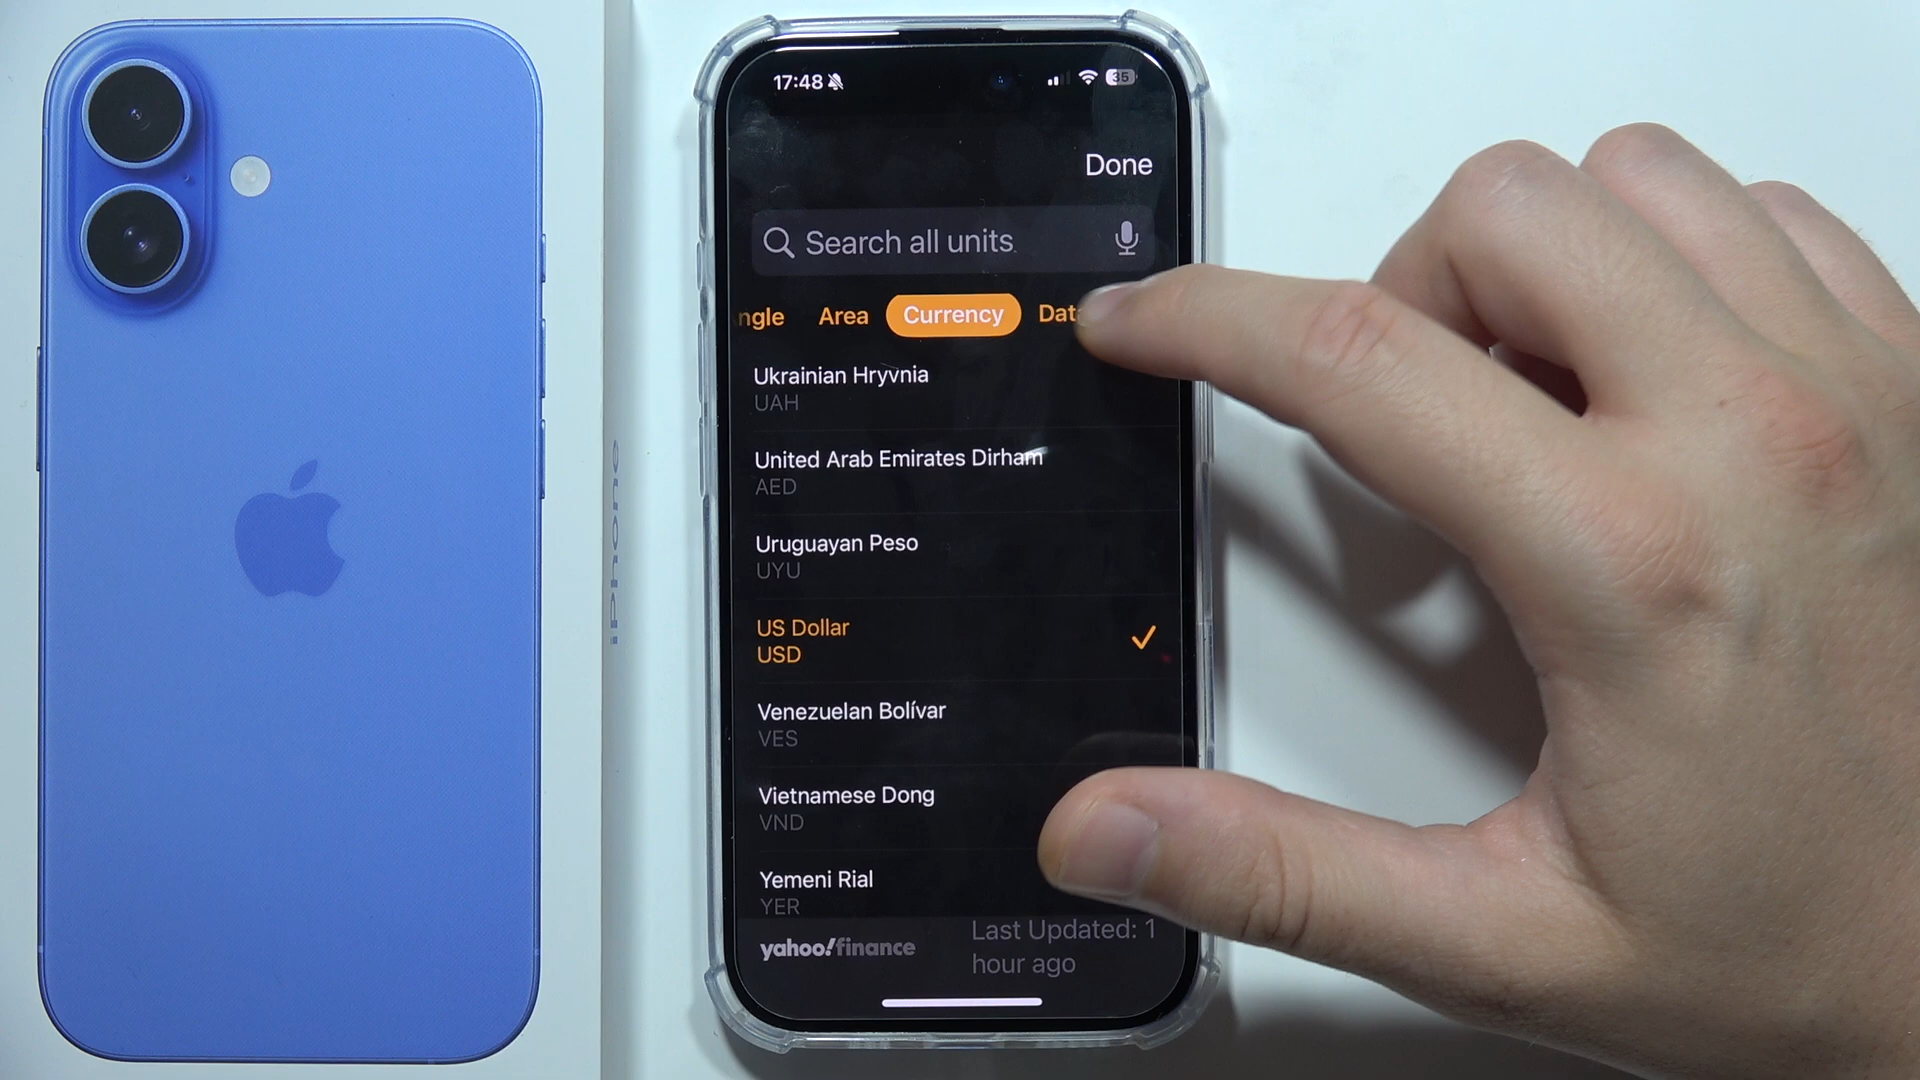 17:48
35
Done
Search all units
ngle Area Currency Data
Ukrainian Hryvnia
UAH
United Arab Emirates Dirham
AED
Uruguayan Peso
UYU
US Dollar
USD
Venezuelan Bolívar
VES
Vietnamese Dong
VND
Yemeni Rial
YER
yahoo!finance
Last Updated: 1
hour ago
iPhone